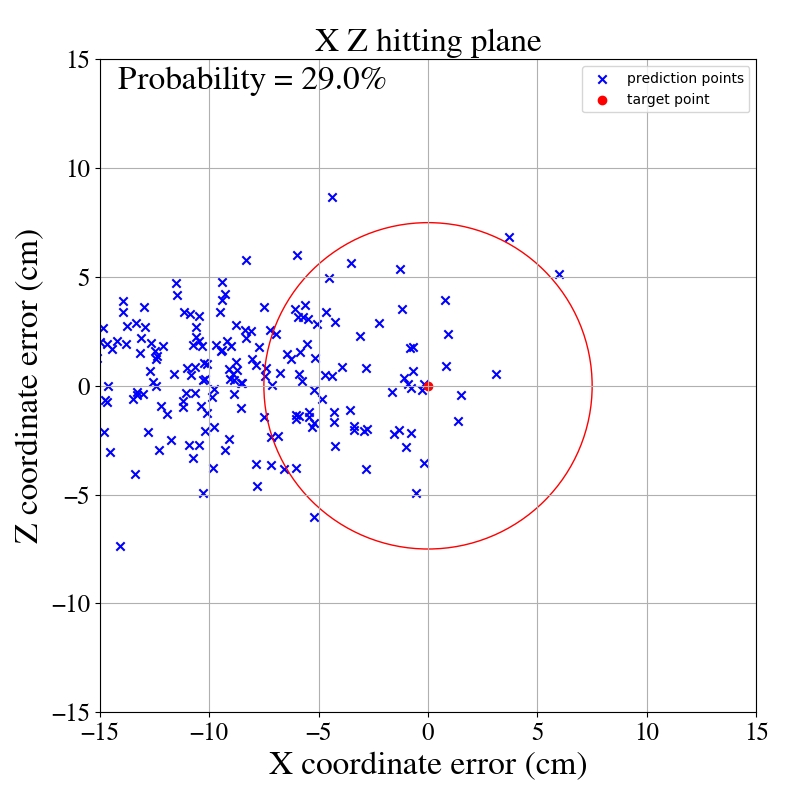 X Z hitting plane
Probability = 29.0%
prediction points
target point
15
10
5
0
−5
−10
−15
Z coordinate error (cm)
−15
−10
−5
0
5
10
15
X coordinate error (cm)